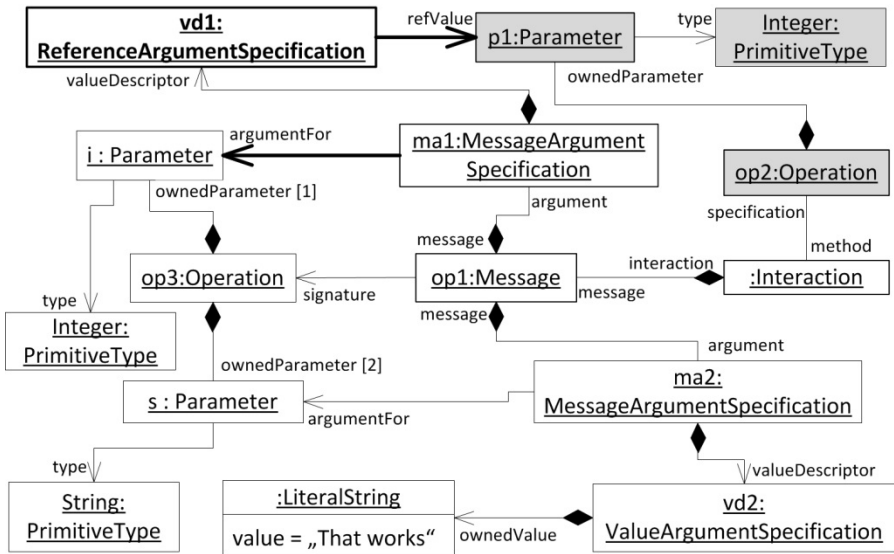 vd1:
ReferenceArgumentSpecification
refValue
p1:Parameter
type
Integer:
PrimitiveType
valueDescriptor
ownedParameter
argumentFor
i : Parameter
ma1:MessageArgument
Specification
op2:Operation
ownedParameter [1]
argument
specification
message
interaction
method
op3:Operation
signature
op1:Message
message
:Interaction
type
message
Integer:
PrimitiveType
argument
ownedParameter [2]
s : Parameter
argumentFor
ma2:
MessageArgumentSpecification
type
valueDescriptor
String:
PrimitiveType
:LiteralString
value = „That works“
ownedValue
vd2:
ValueArgumentSpecification